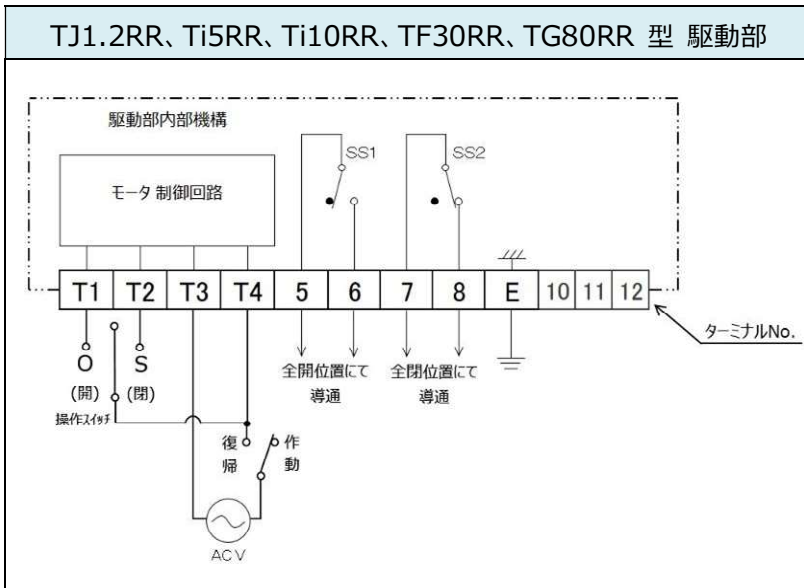 TJ1.2RR、Ti5RR、Ti10RR、TF30RR、TG80RR 型 駆動部
駆動部内部機構
モータ 制御回路
SS1
SS2
T1 T2 T3 T4 5 6 7 8 E 10 11 12
ターミナルNo.
O S
(開) (閉)
操作スイッチ
全開位置にて
導通
全閉位置にて
導通
復帰
作動
AC V